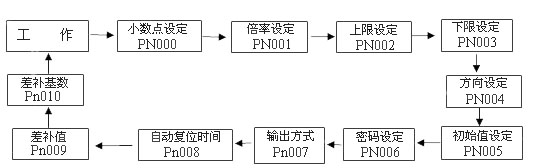 工 作
小数点设定
PN000
倍率设定
PN001
上限设定
PN002
下限设定
PN003
方向设定
PN004
初始值设定
PN005
密码设定
PN006
输出方式
Pn007
自动复位时间
Pn008
差补值
Pn009
差补基数
Pn010